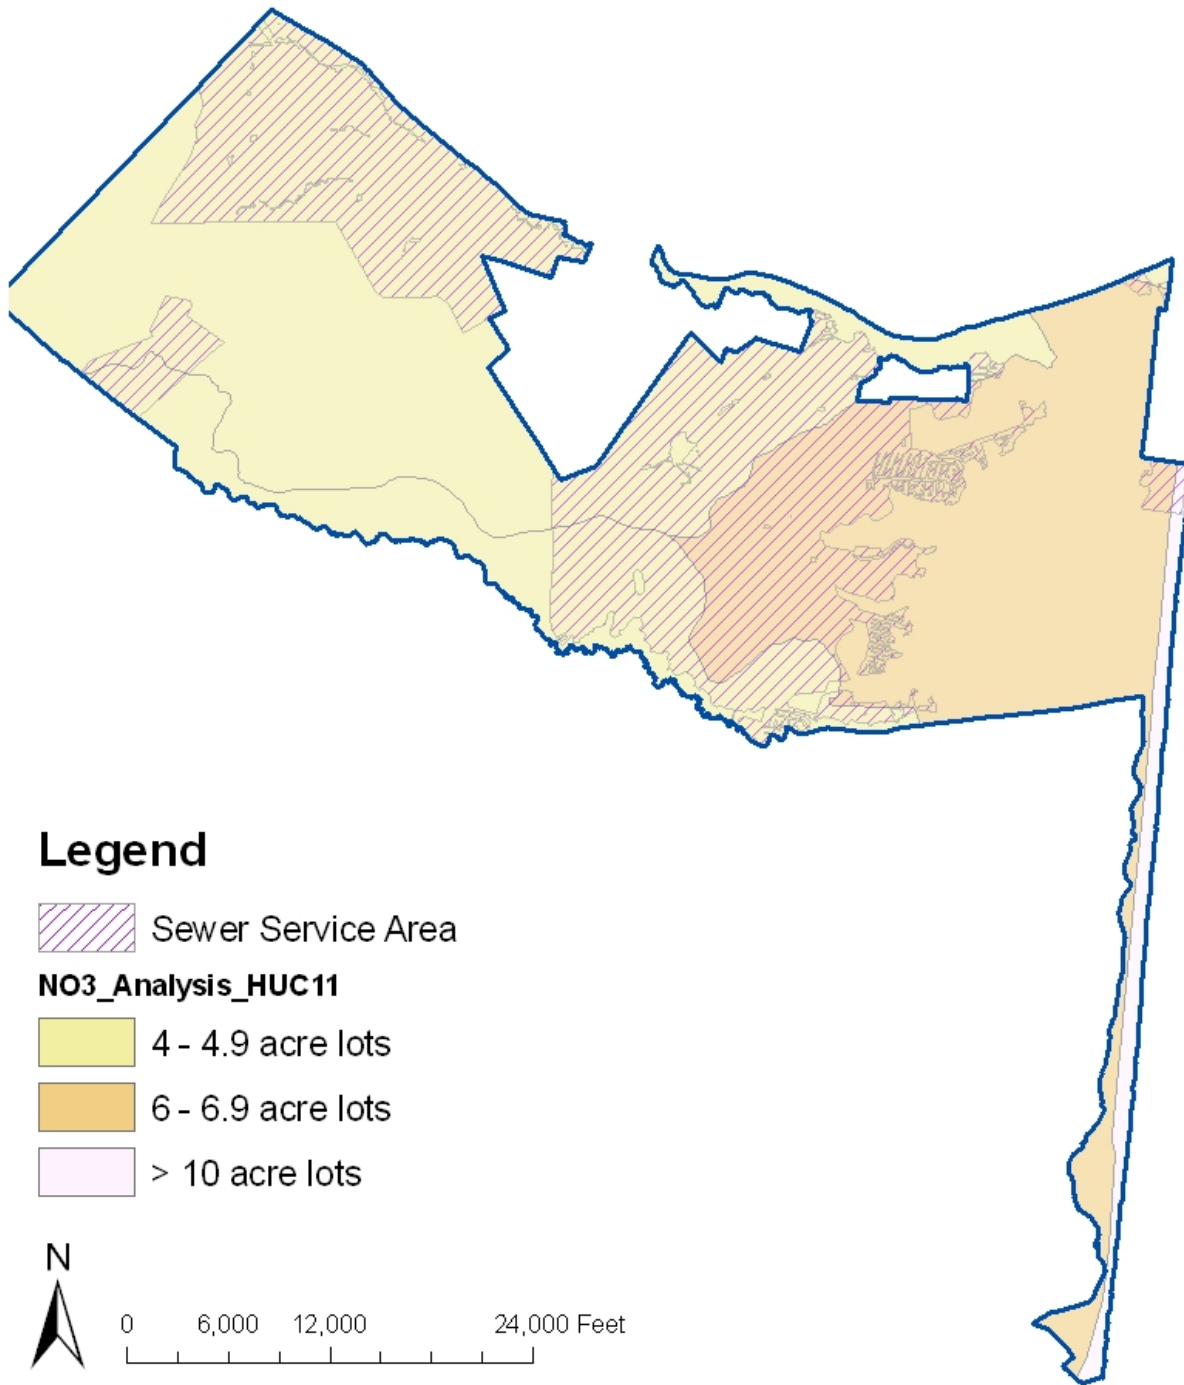 Legend
Sewer Service Area
NO3_Analysis_HUC11
4 - 4.9 acre lots
6 - 6.9 acre lots
> 10 acre lots
N
0 6,000 12,000 24,000 Feet